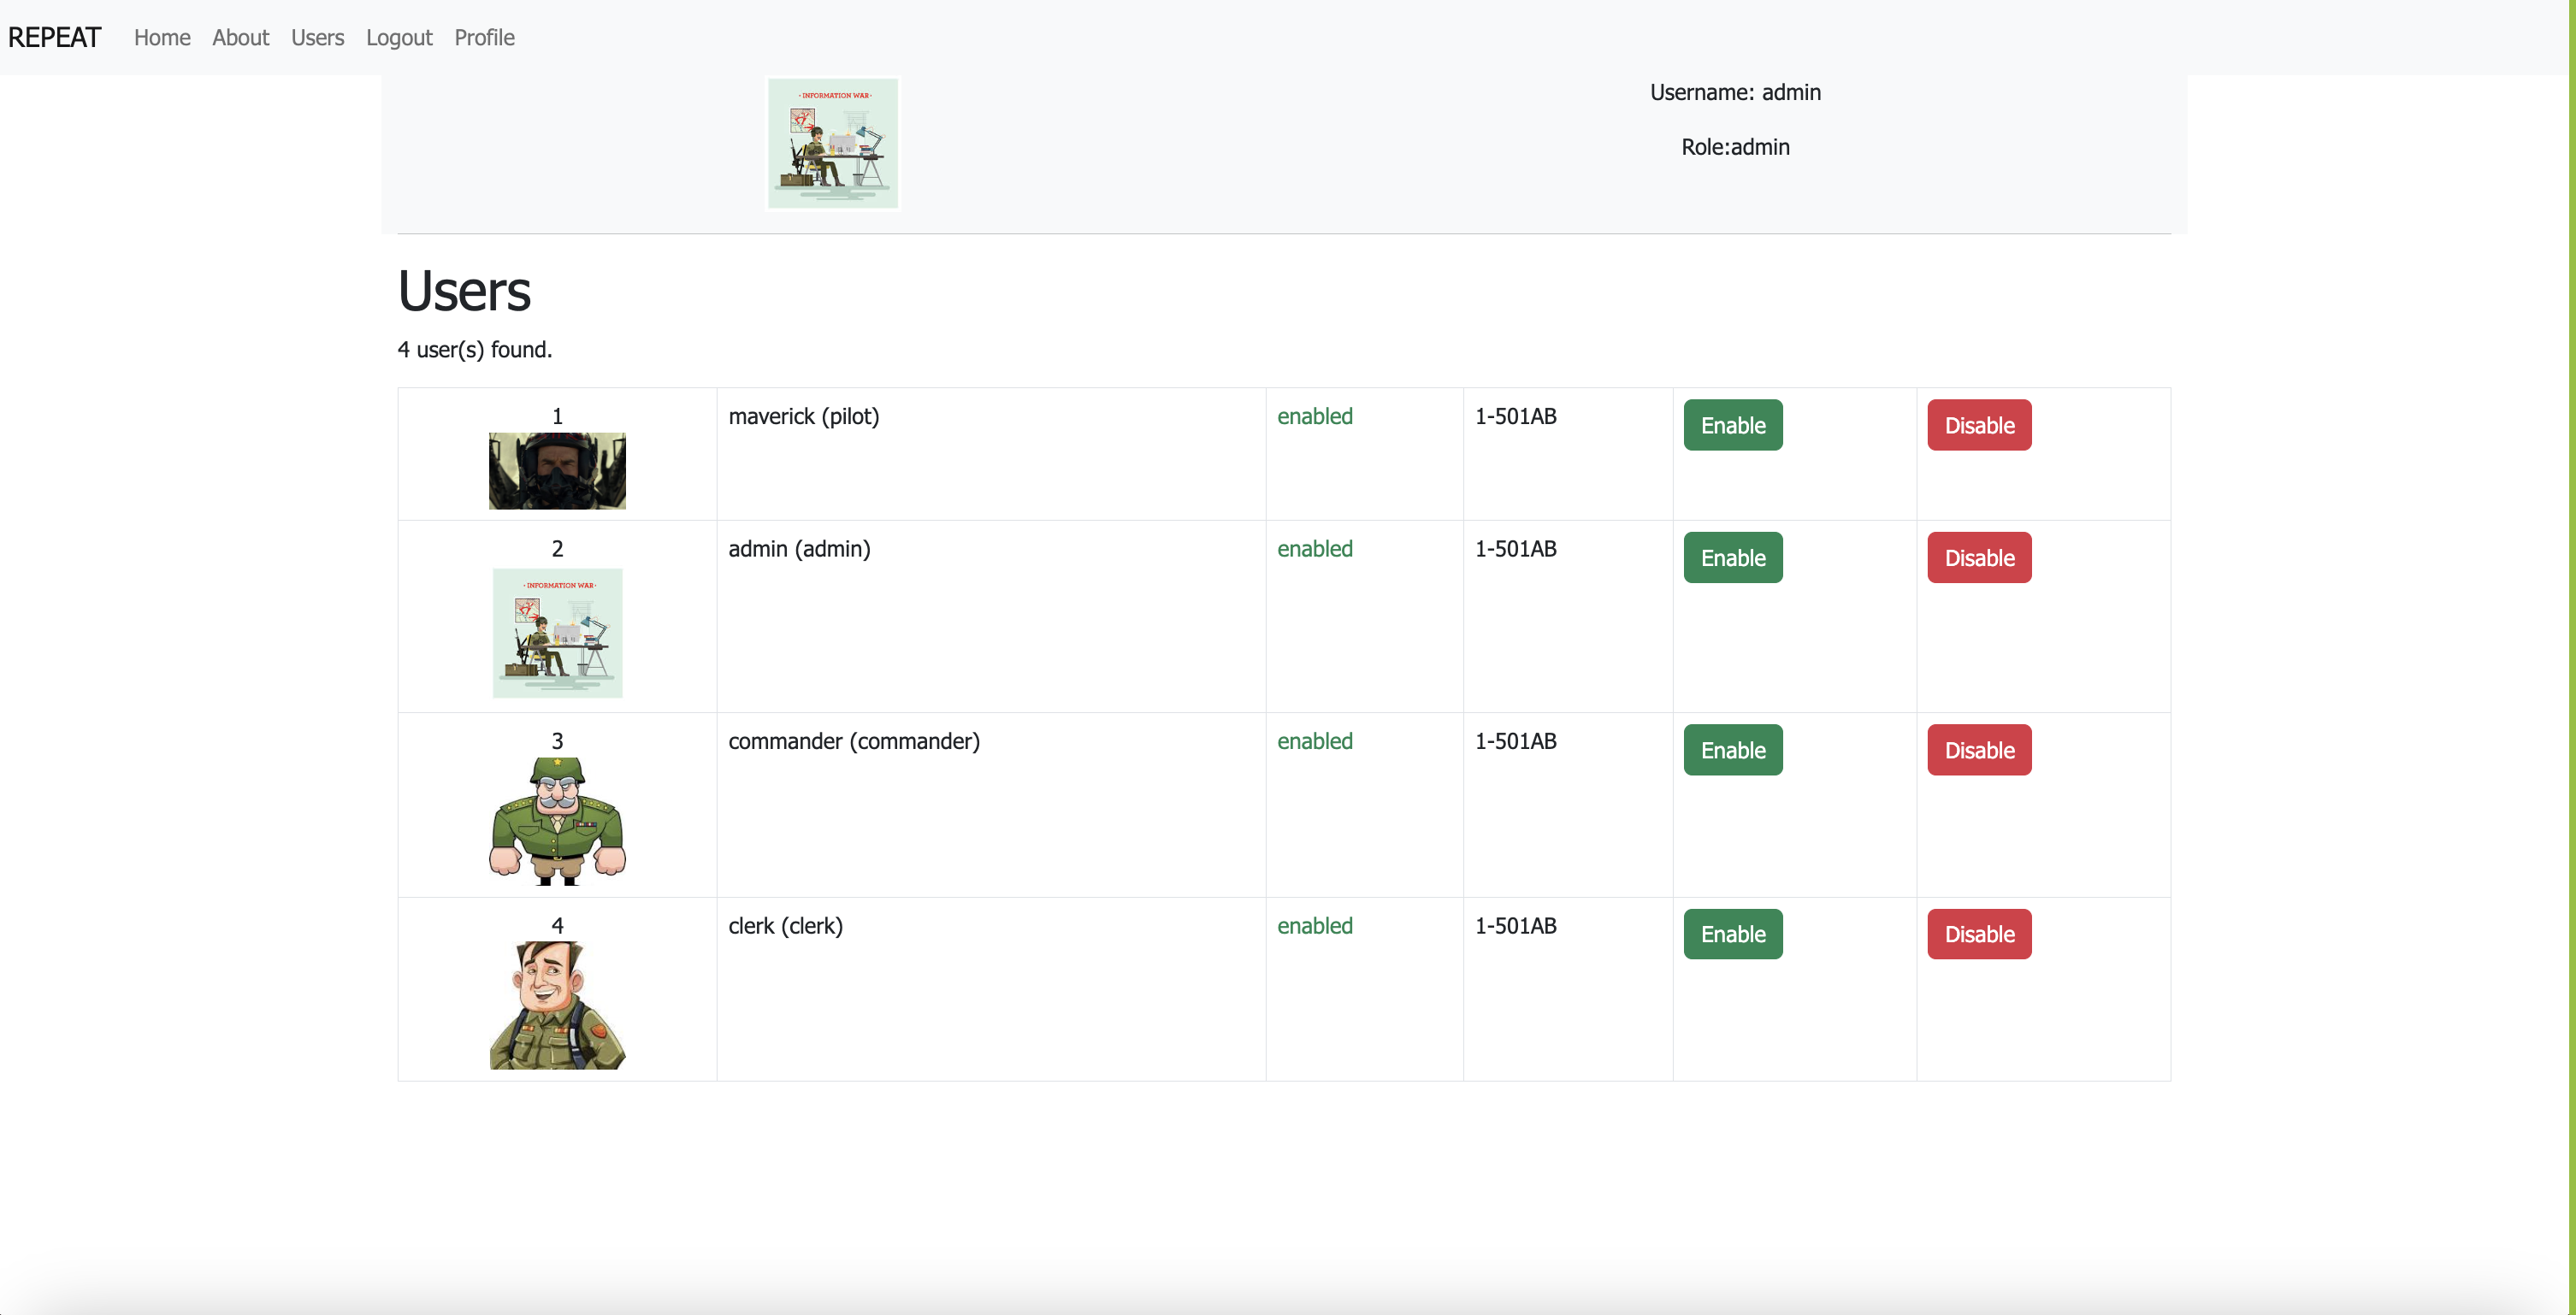 REPEAT Home About Users Logout Profile
- INFORMATION WAR -
Username: admin
Role:admin
Users
4 user(s) found.
1 maverick (pilot) enabled 1-501AB Enable Disable
2 admin (admin) enabled 1-501AB Enable Disable
- INFORMATION WAR -
3 commander (commander) enabled 1-501AB Enable Disable
4 clerk (clerk) enabled 1-501AB Enable Disable